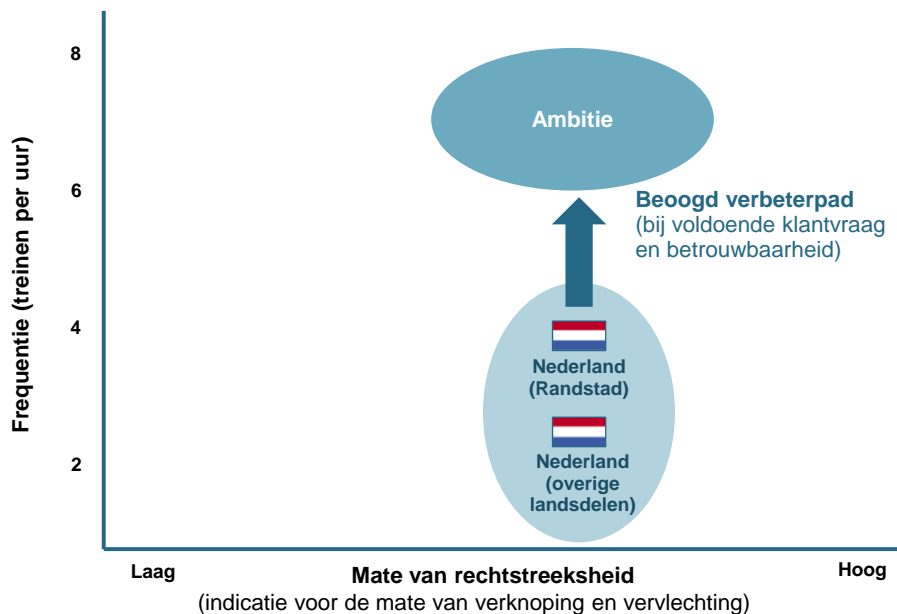 8
6
4
2
Frequentie (treinen per uur)
Ambitie
Beoogd verbeterpad
(bij voldoende klantvraag
en betrouwbaarheid)
Nederland
(Randstad)
Nederland
(overige
landsdelen)
Laag
Mate van rechtstreeksheid
Hoog
(indicatie voor de mate van verknoping en vervlechting)